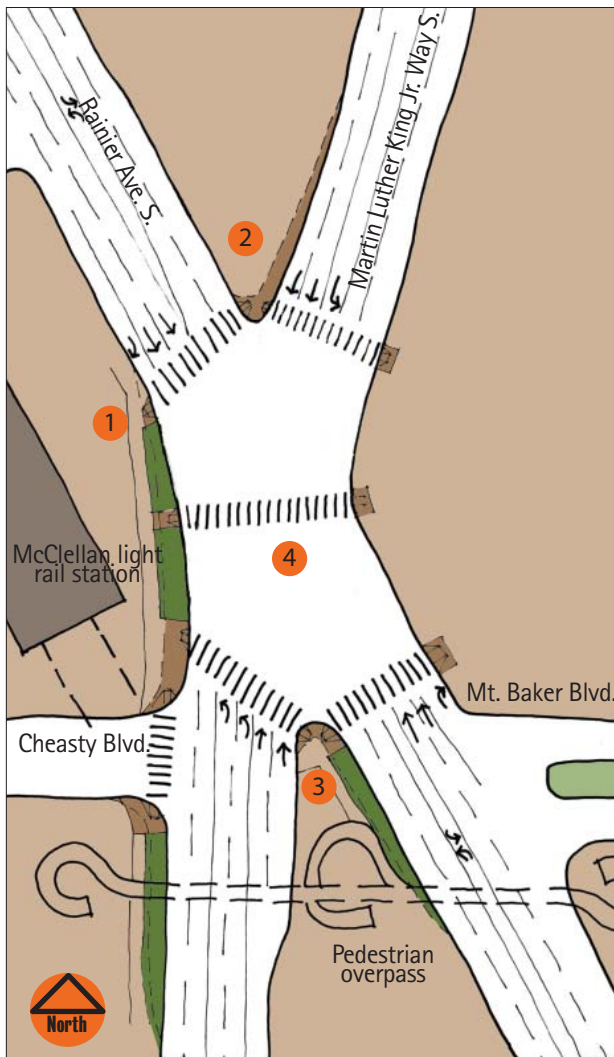 Rainier Ave. S.
Martin Luther King Jr. Way S.
2
1
McClellan light
rail station
4
Mt. Baker Blvd.
Cheasty Blvd.
3
Pedestrian
overpass
North